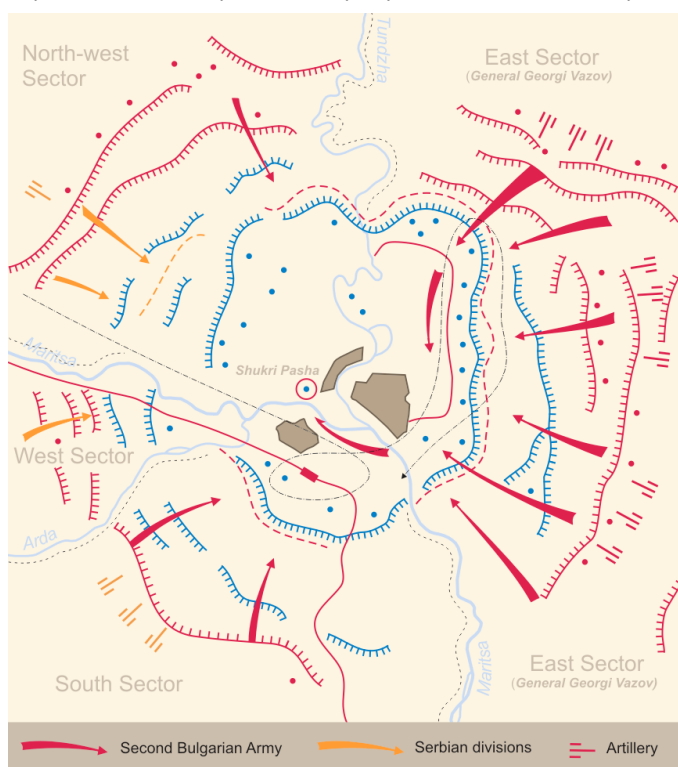 North-west
Sector
Tundzha
East Sector
(General Georgi Vazov)
Maritsa
Shukri Pasha
West Sector
Arda
South Sector
Maritsa
East Sector
(General Georgi Vazov)
Second Bulgarian Army
Serbian divisions
Artillery